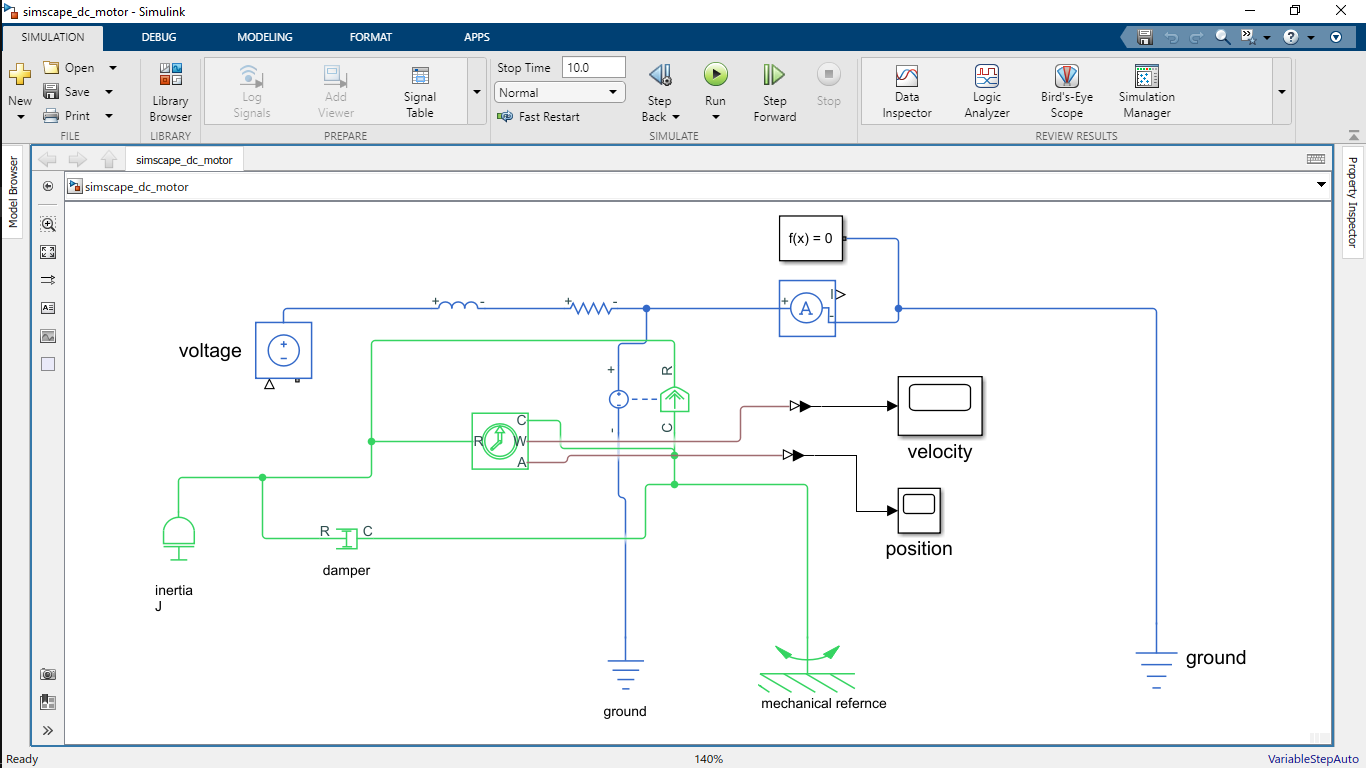 simscape_dc_motor - Simulink
SIMULATION
DEBUG
MODELING
FORMAT
APPS
New
Open
Save
Print
FILE
Library
Browser
LIBRARY
Log
Signals
Add
Viewer
Signal
Table
PREPARE
Stop Time
10.0
Normal
Fast Restart
Step
Back
Run
Step
Forward
Stop
SIMULATE
Data
Inspector
Logic
Analyzer
Bird's-Eye
Scope
Simulation
Manager
REVIEW RESULTS
Model Browser
simscape_dc_motor
Property Inspector
simscape_dc_motor
f(x) = 0
+ -
+ -
+ A I -
voltage
+
-
+
R
C
-
R
C
W
A
velocity
position
R C
damper
inertia
J
ground
mechanical refernce
ground
Ready
140%
VariableStepAuto